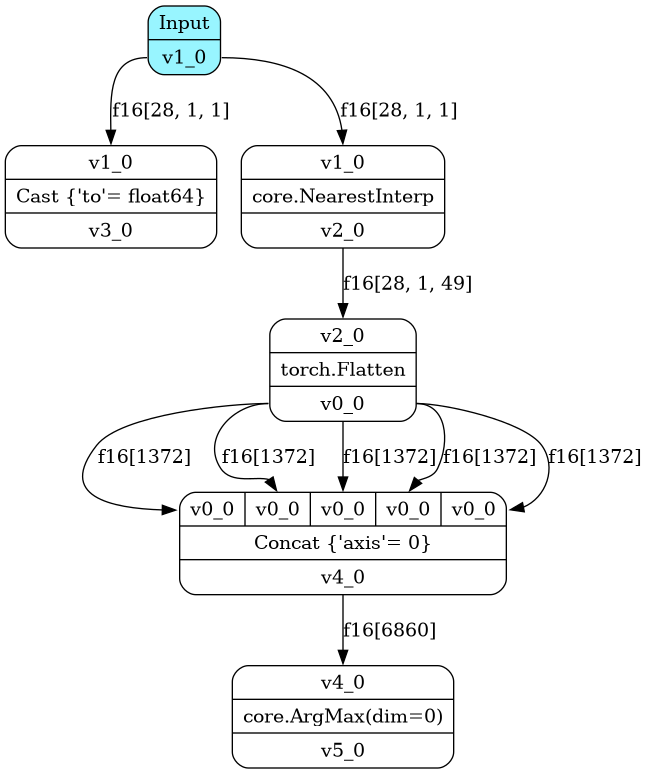 Input
v1_0
f16[28, 1, 1]
f16[28, 1, 1]
v1_0
Cast {'to'= float64}
v3_0
v1_0
core.NearestInterp
v2_0
f16[28, 1, 49]
v2_0
torch.Flatten
v0_0
f16[1372]
f16[1372]
f16[1372]
f16[1372]
f16[1372]
v0_0
v0_0
v0_0
v0_0
v0_0
Concat {'axis'= 0}
v4_0
f16[6860]
v4_0
core.ArgMax(dim=0)
v5_0